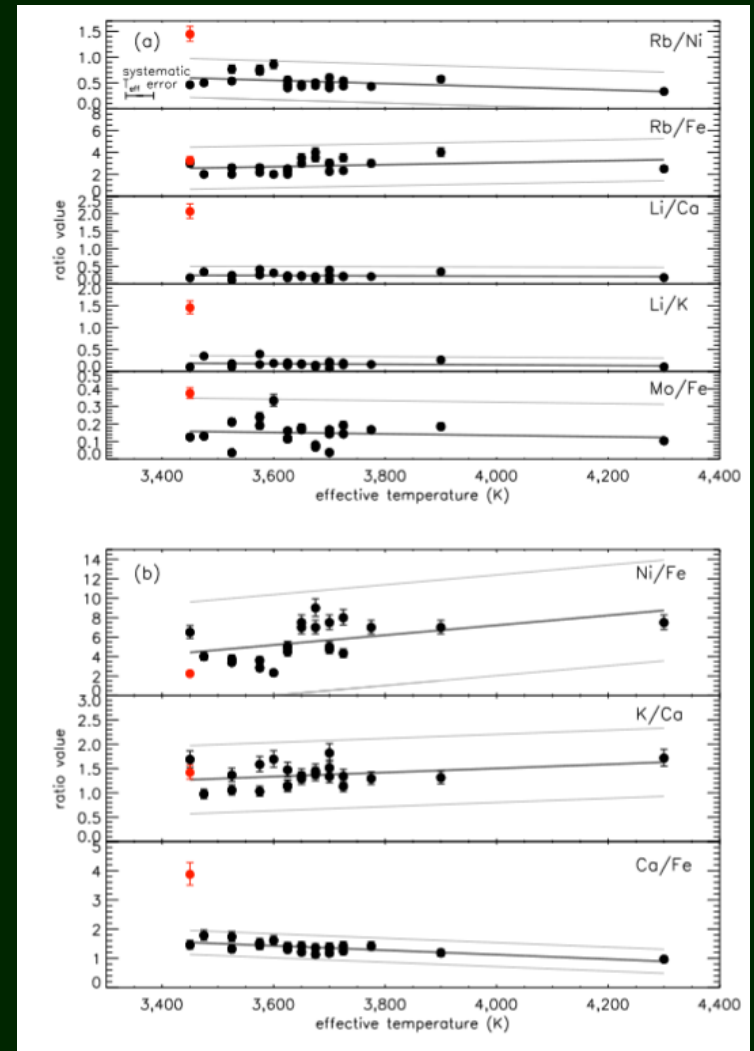 (a)
Rb/Ni
1.5
1.0
0.5
0.0
systematic
Teff error
Rb/Fe
8
6
4
2
0
Li/Ca
2.5
2.0
1.5
1.0
0.5
0.0
Li/K
2.0
1.5
1.0
0.5
0.0
Mo/Fe
0.4
0.3
0.2
0.1
0.0
ratio value
3,400 3,600 3,800 4,000 4,200 4,400
effective temperature (K)
(b)
Ni/Fe
14
12
10
8
6
4
2
0
K/Ca
3.0
2.5
2.0
1.5
1.0
0.5
0.0
Ca/Fe
5
4
3
2
1
0
ratio value
3,400 3,600 3,800 4,000 4,200 4,400
effective temperature (K)